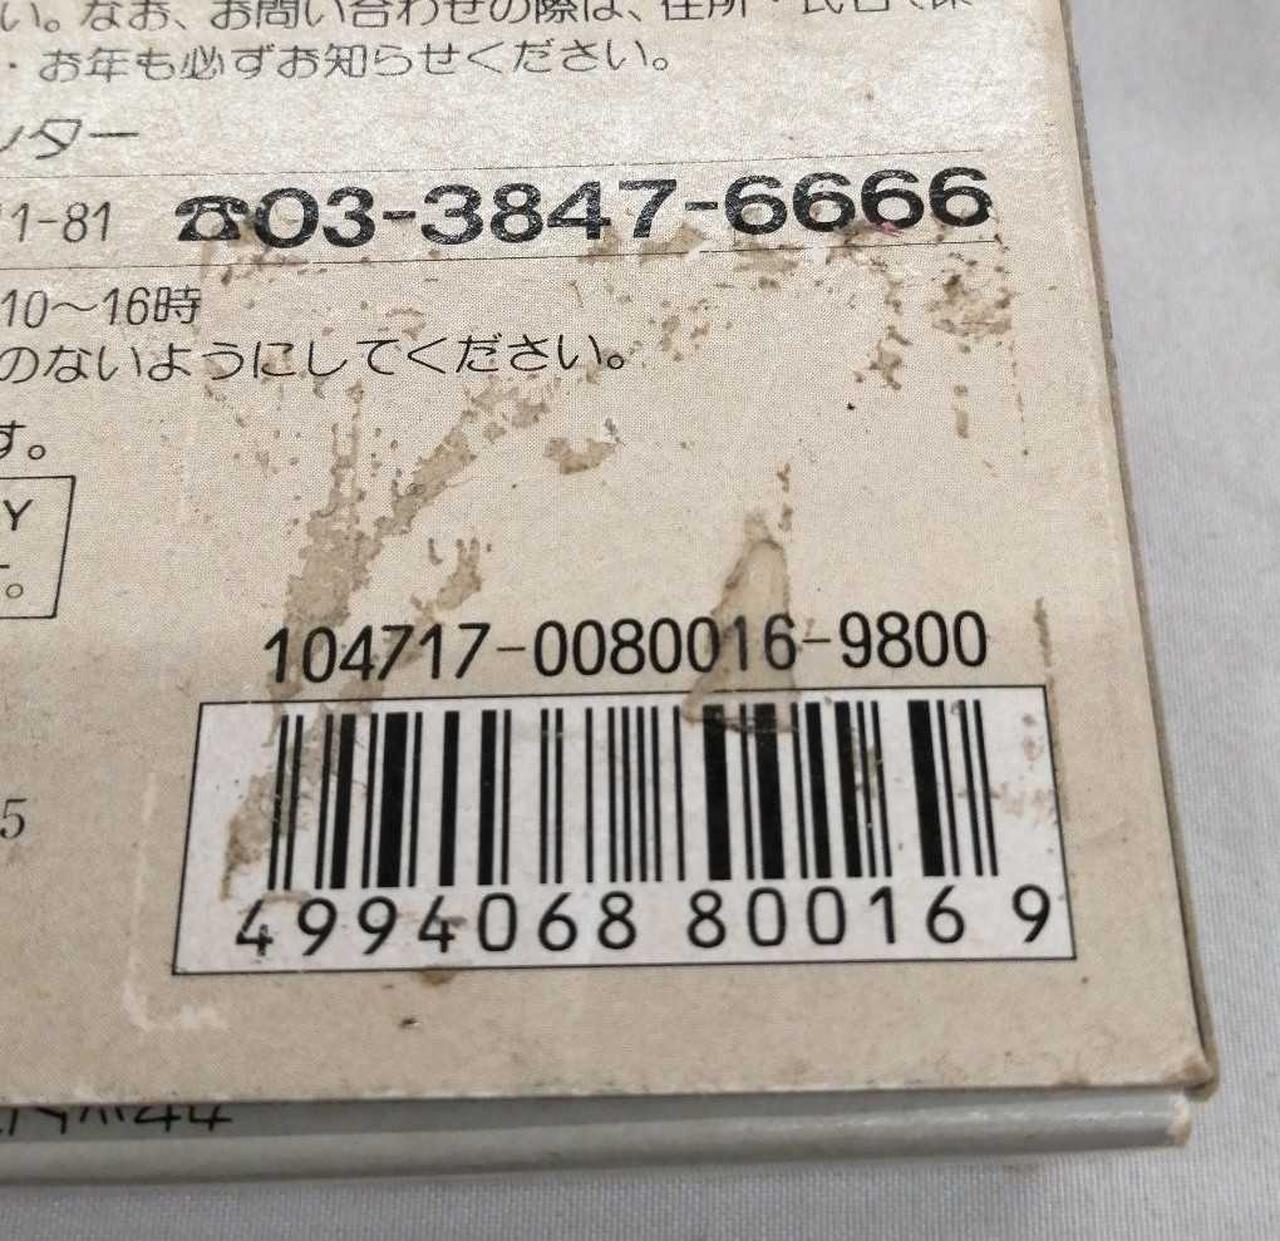 い。なお、お問い合わせの際は、住所・氏名
・お年も必ずお知らせください。
ンター
1-81 ☎03-3847-6666
10〜16時
のないようにしてください。
す。
Y
104717-0080016-9800
5
4994068 800169